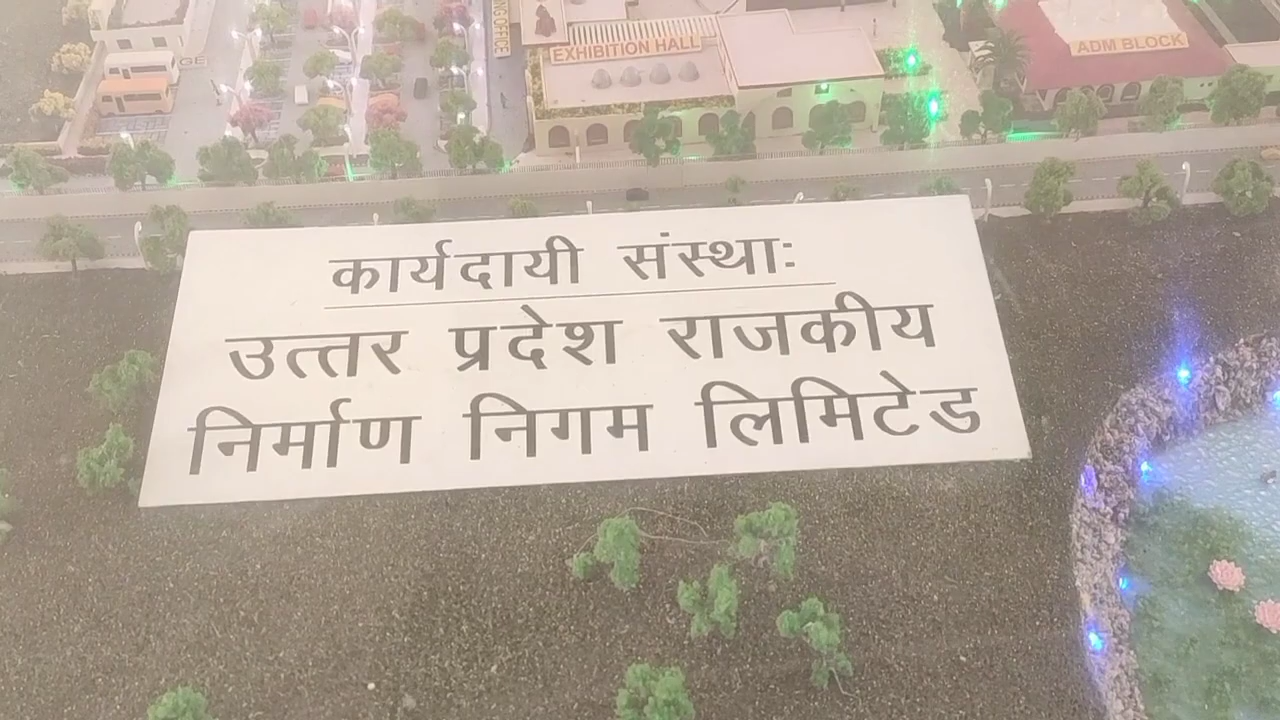 EXHIBITION HALL
ADM BLOCK
कार्यदायी संस्थाः
उत्तर प्रदेश राजकीय
निर्माण निगम लिमिटेड